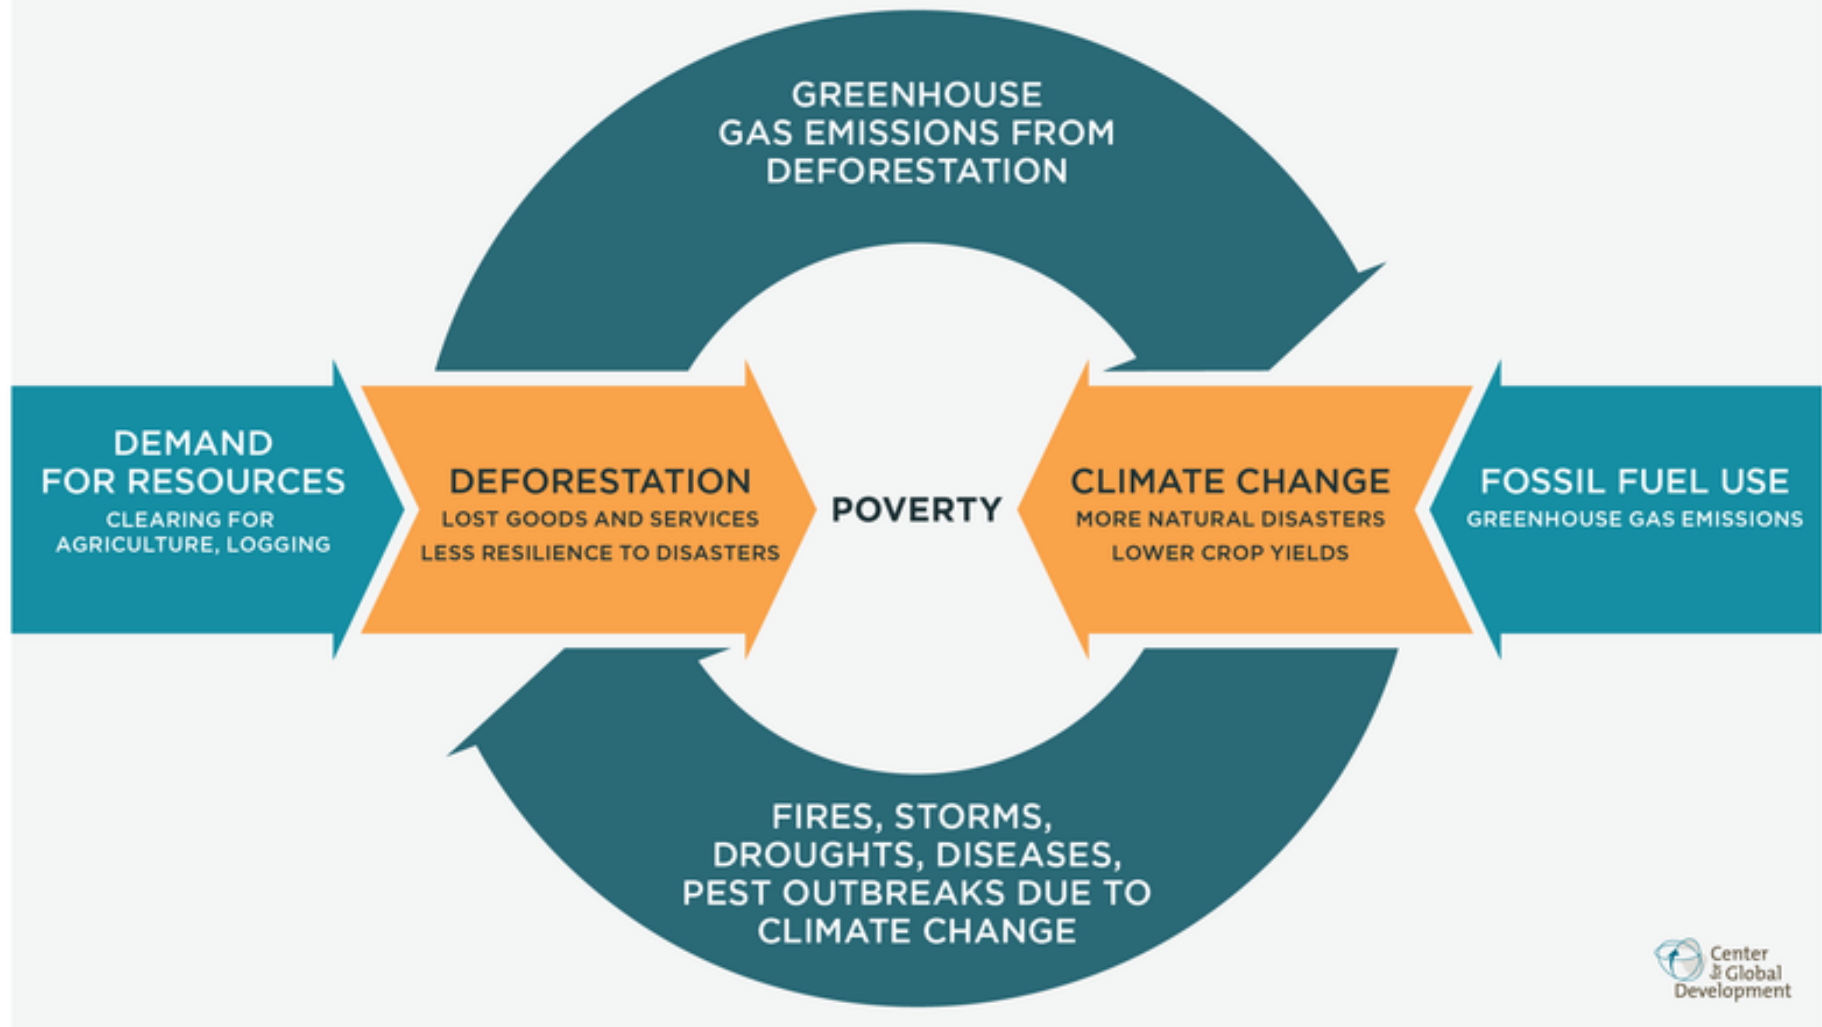 GREENHOUSE
GAS EMISSIONS FROM
DEFORESTATION
DEMAND
FOR RESOURCES
CLEARING FOR
AGRICULTURE, LOGGING
DEFORESTATION
LOST GOODS AND SERVICES
LESS RESILIENCE TO DISASTERS
POVERTY
CLIMATE CHANGE
MORE NATURAL DISASTERS
LOWER CROP YIELDS
FOSSIL FUEL USE
GREENHOUSE GAS EMISSIONS
FIRES, STORMS,
DROUGHTS, DISEASES,
PEST OUTBREAKS DUE TO
CLIMATE CHANGE
Center
for Global
Development